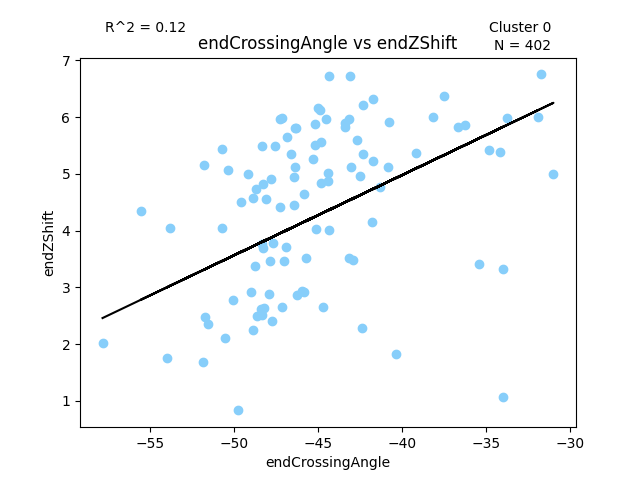 R^2 = 0.12
Cluster 0
N = 402
endCrossingAngle vs endZShift
7
6
5
4
3
2
1
endZShift
−55
−50
−45
−40
−35
−30
endCrossingAngle